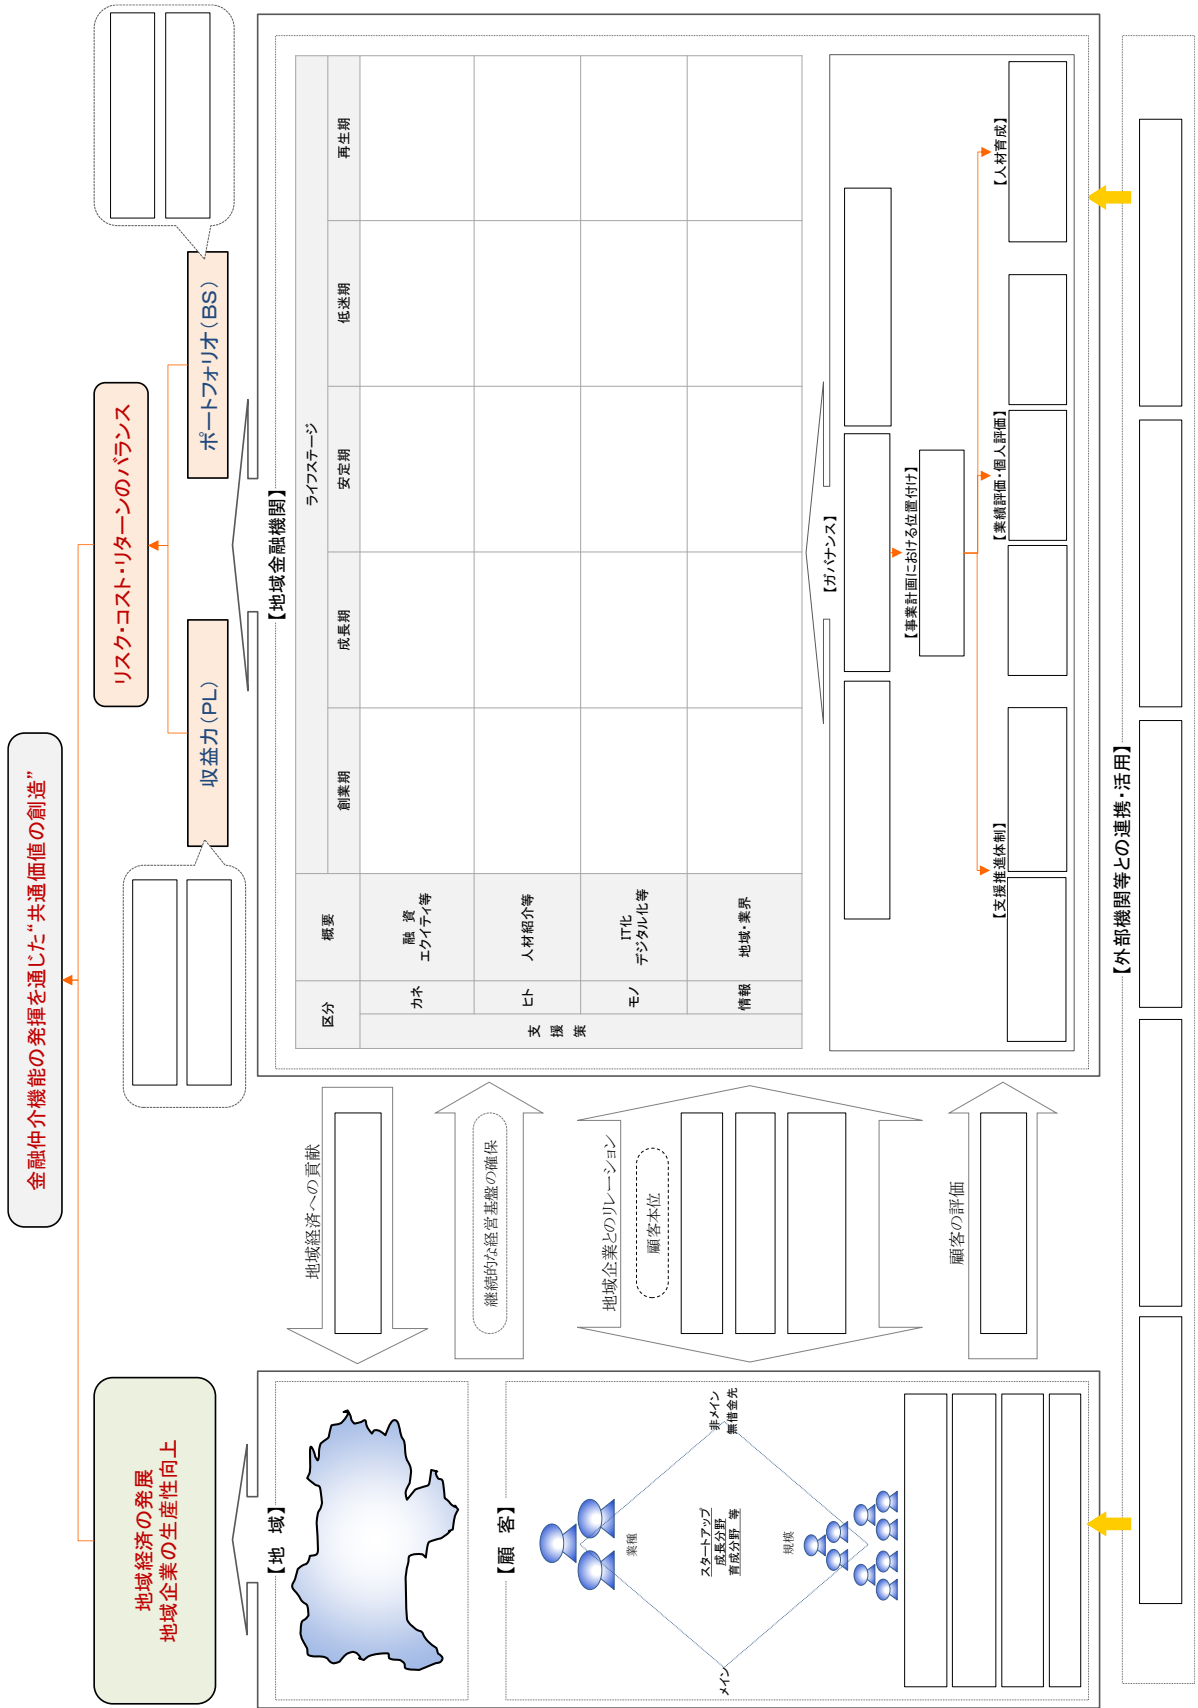 金融仲介機能の発揮を通じた“共通価値の創造”
地域経済の発展
地域企業の生産性向上
リスク・コスト・リターンのバランス
収益力(PL)
ポートフォリオ(BS)
【地　域】
【顧　客】
業種
メイン
非メイン
無借金先
スタートアップ
成長分野
育成分野　等
規模
地域経済への貢献
継続的な経営基盤の確保
地域企業とのリレーション
顧客本位
顧客の評価
【地域金融機関】
区分
概要
ライフステージ
創業期
成長期
安定期
低迷期
再生期
支　援　策
カネ
融　資
エクイティ等
ヒト
人材紹介等
モノ
IT化
デジタル化等
情報
地域・業界
【ガバナンス】
【事業計画における位置付け】
【支援推進体制】
【業績評価・個人評価】
【人材育成】
【外部機関等との連携・活用】